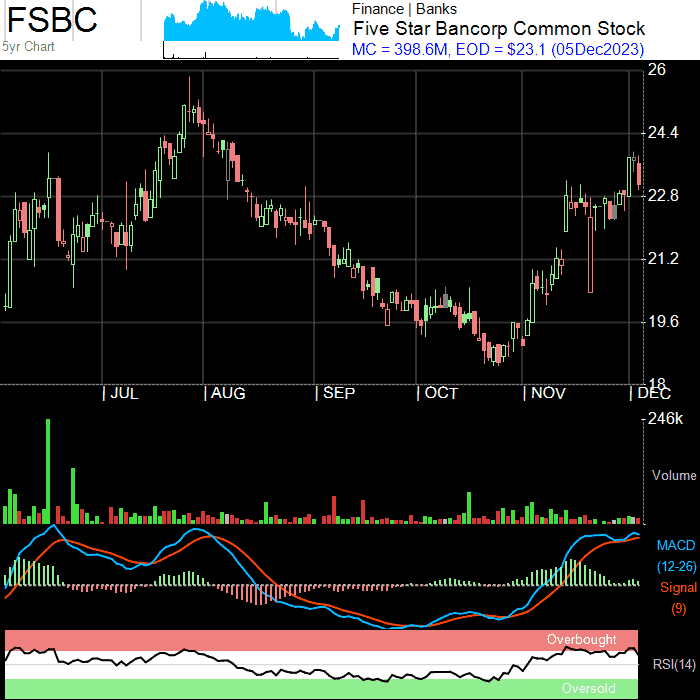 FSBC
5yr Chart
Finance | Banks
Five Star Bancorp Common Stock
MC = 398.6M, EOD = $23.1 (05Dec2023)
26
24.4
22.8
21.2
19.6
18
| JUL | AUG | SEP | OCT | NOV | DEC
246k
Volume
MACD
(12-26)
Signal
(9)
Overbought
RSI(14)
Oversold